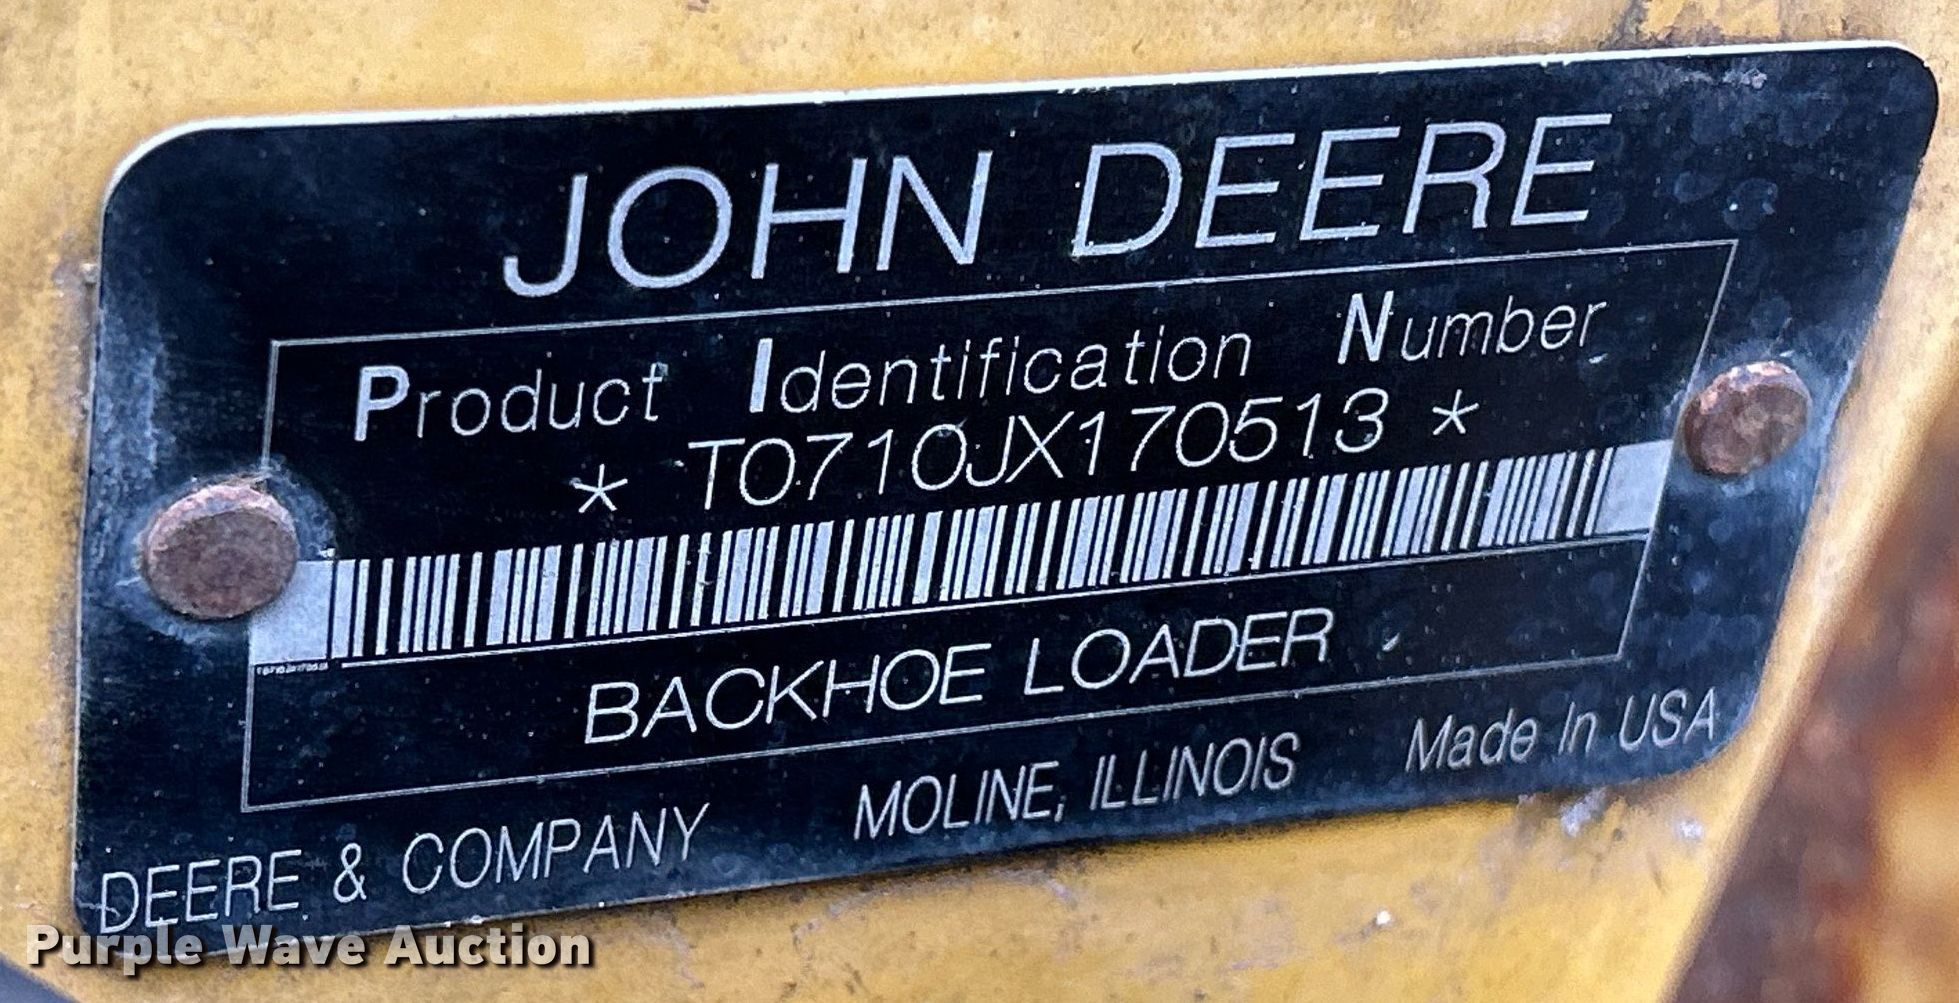 JOHN DEERE
Product Identification Number
* T0710JX170513 *
BACKHOE LOADER
DEERE & COMPANY MOLINE, ILLINOIS Made In USA
Purple Wave Auction